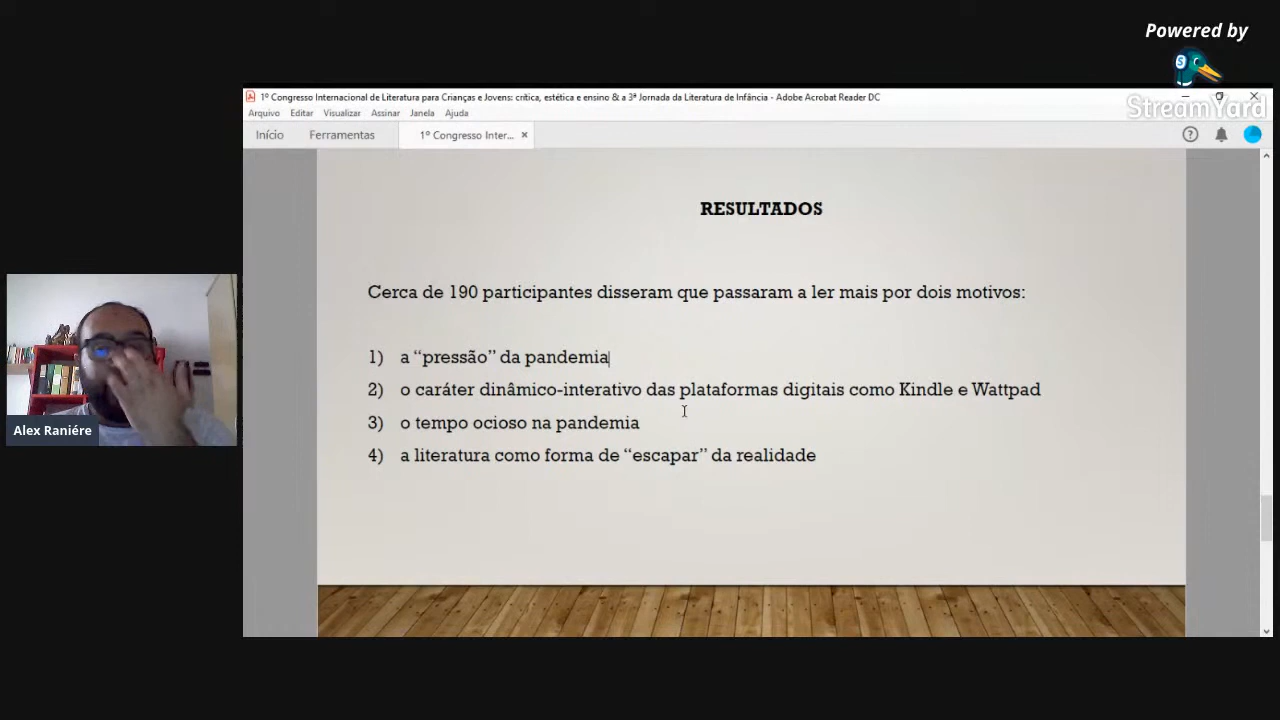 Powered by
StreamYard
1º Congresso Internacional de Literatura para Crianças e Jovens: crítica, estética e ensino & a 3ª Jornada da Literatura de Infância - Adobe Acrobat Reader DC
Arquivo Editar Visualizar Assinar Janela Ajuda
Início Ferramentas 1º Congresso Inter... ×
RESULTADOS
Cerca de 190 participantes disseram que passaram a ler mais por dois motivos:
1) a “pressão” da pandemia
2) o caráter dinâmico-interativo das plataformas digitais como Kindle e Wattpad
3) o tempo ocioso na pandemia
4) a literatura como forma de “escapar” da realidade
Alex Raniére